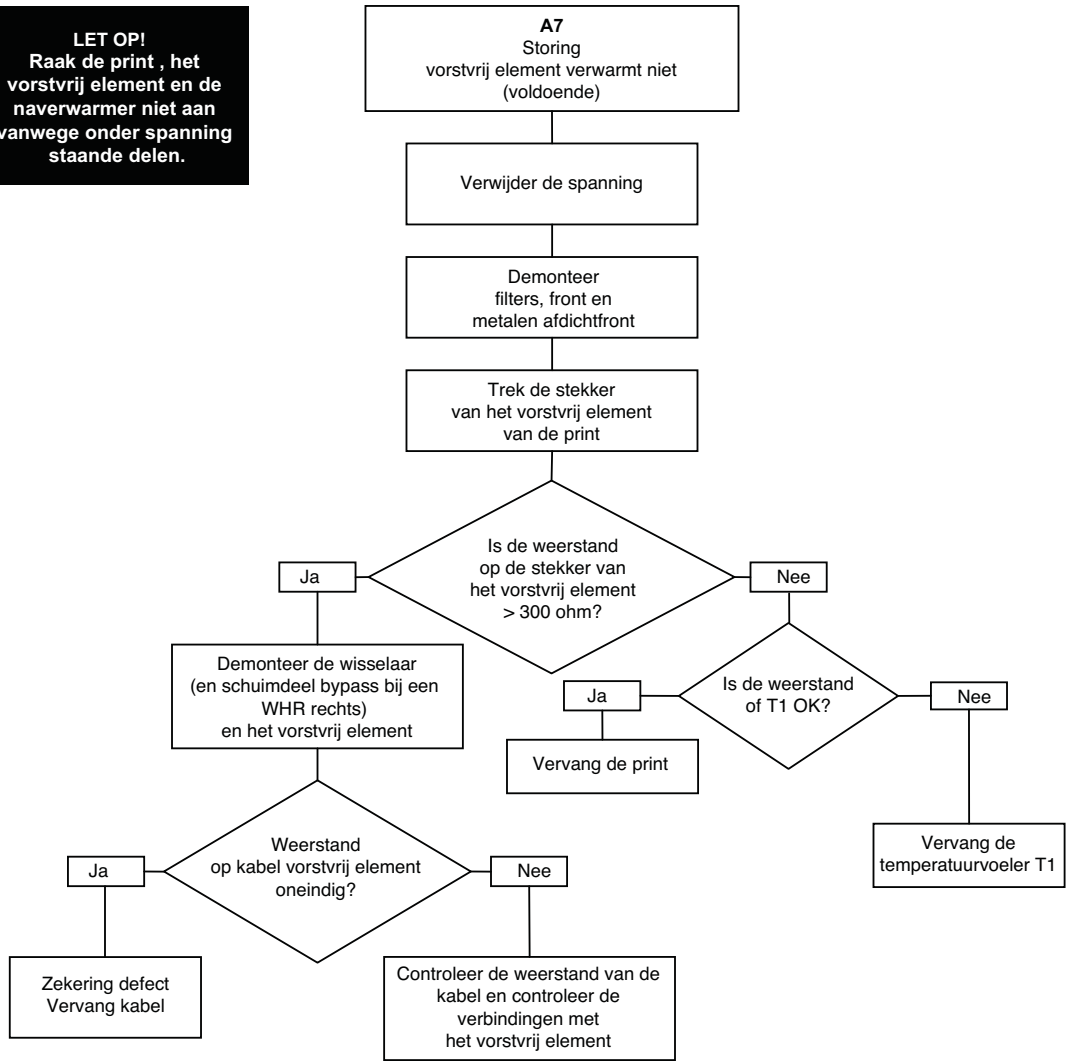 LET OP!
Raak de print , het
vorstvrij element en de
naverwarmer niet aan
vanwege onder spanning
staande delen.
A7
Storing
vorstvrij element verwarmt niet
(voldoende)
Verwijder de spanning
Demonteer
filters, front en
metalen afdichtfront
Trek de stekker
van het vorstvrij element
van de print
Is de weerstand
op de stekker van
het vorstvrij element
> 300 ohm?
Ja
Nee
Demonteer de wisselaar
(en schuimdeel bypass bij een
WHR rechts)
en het vorstvrij element
Is de weerstand
of T1 OK?
Ja
Nee
Vervang de print
Vervang de
temperatuurvoeler T1
Weerstand
op kabel vorstvrij element
oneindig?
Ja
Nee
Zekering defect
Vervang kabel
Controleer de weerstand van de
kabel en controleer de
verbindingen met
het vorstvrij element